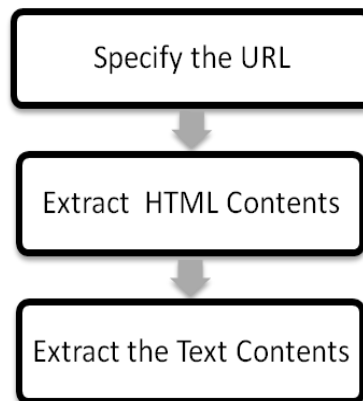 Specify the URL
Extract HTML Contents
Extract the Text Contents